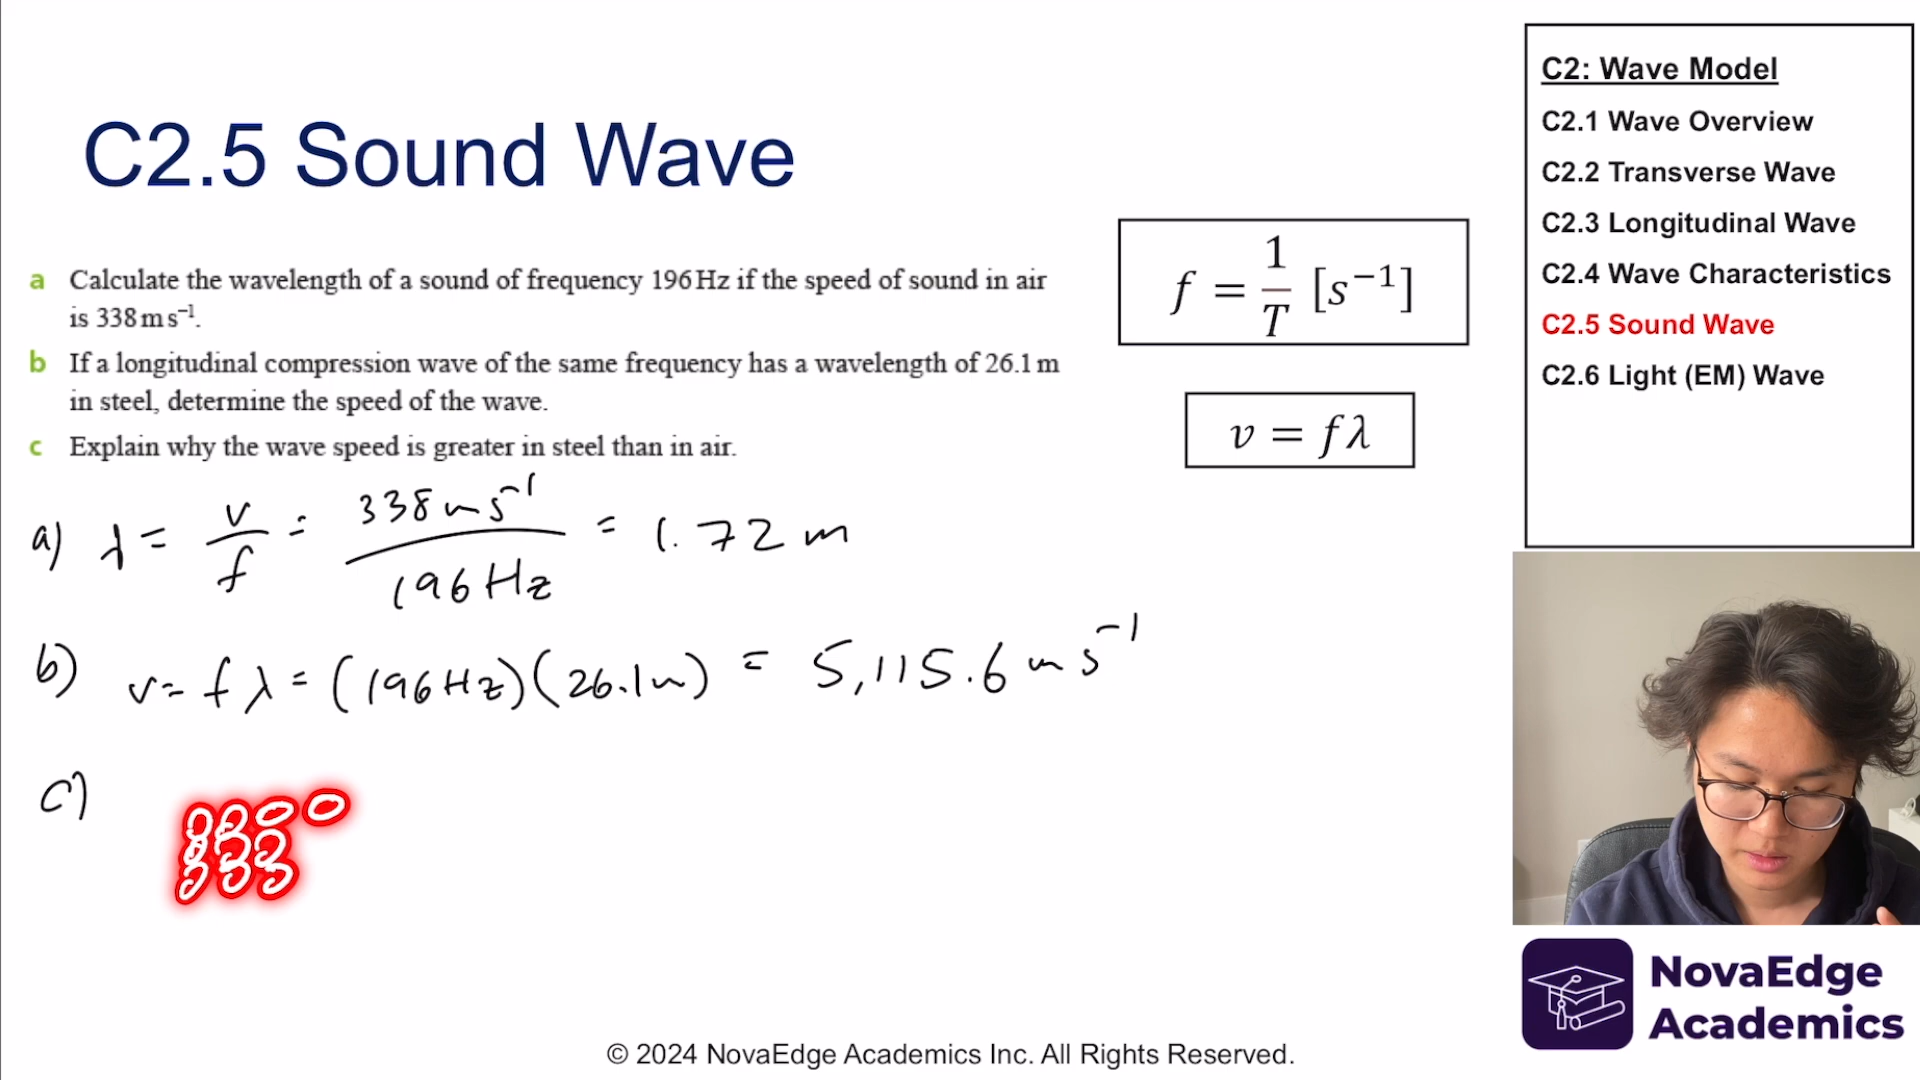 C2.5 Sound Wave
a Calculate the wavelength of a sound of frequency 196 Hz if the speed of sound in air
is 338 m s⁻¹.
b If a longitudinal compression wave of the same frequency has a wavelength of 26.1 m
in steel, determine the speed of the wave.
c Explain why the wave speed is greater in steel than in air.
f = 1/T [s⁻¹]
v = fλ
a) λ = v/f = 338 m s⁻¹ / 196 Hz = 1.72 m
b) v = f λ = (196 Hz)(26.1m) = 5,115.6 m s⁻¹
c)
C2: Wave Model
C2.1 Wave Overview
C2.2 Transverse Wave
C2.3 Longitudinal Wave
C2.4 Wave Characteristics
C2.5 Sound Wave
C2.6 Light (EM) Wave
NovaEdge
Academics
© 2024 NovaEdge Academics Inc. All Rights Reserved.